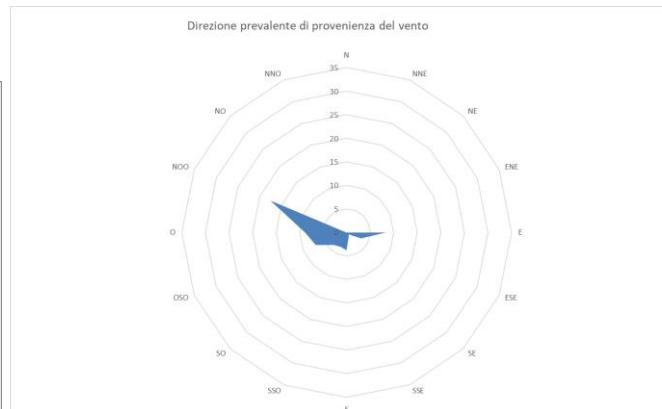 Direzione prevalente di provenienza del vento
N
NNO
NNE
35
30
NO
NE
25
20
NOO
ENE
15
10
5
O
0
E
OSO
ESE
SO
SE
SSO
SSE